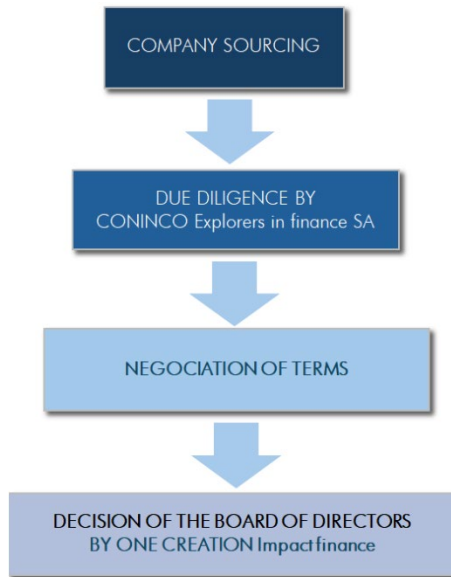 COMPANY SOURCING
DUE DILIGENCE BY
CONINCO Explorers in finance SA
NEGOCIATION OF TERMS
DECISION OF THE BOARD OF DIRECTORS
BY ONE CREATION Impact finance